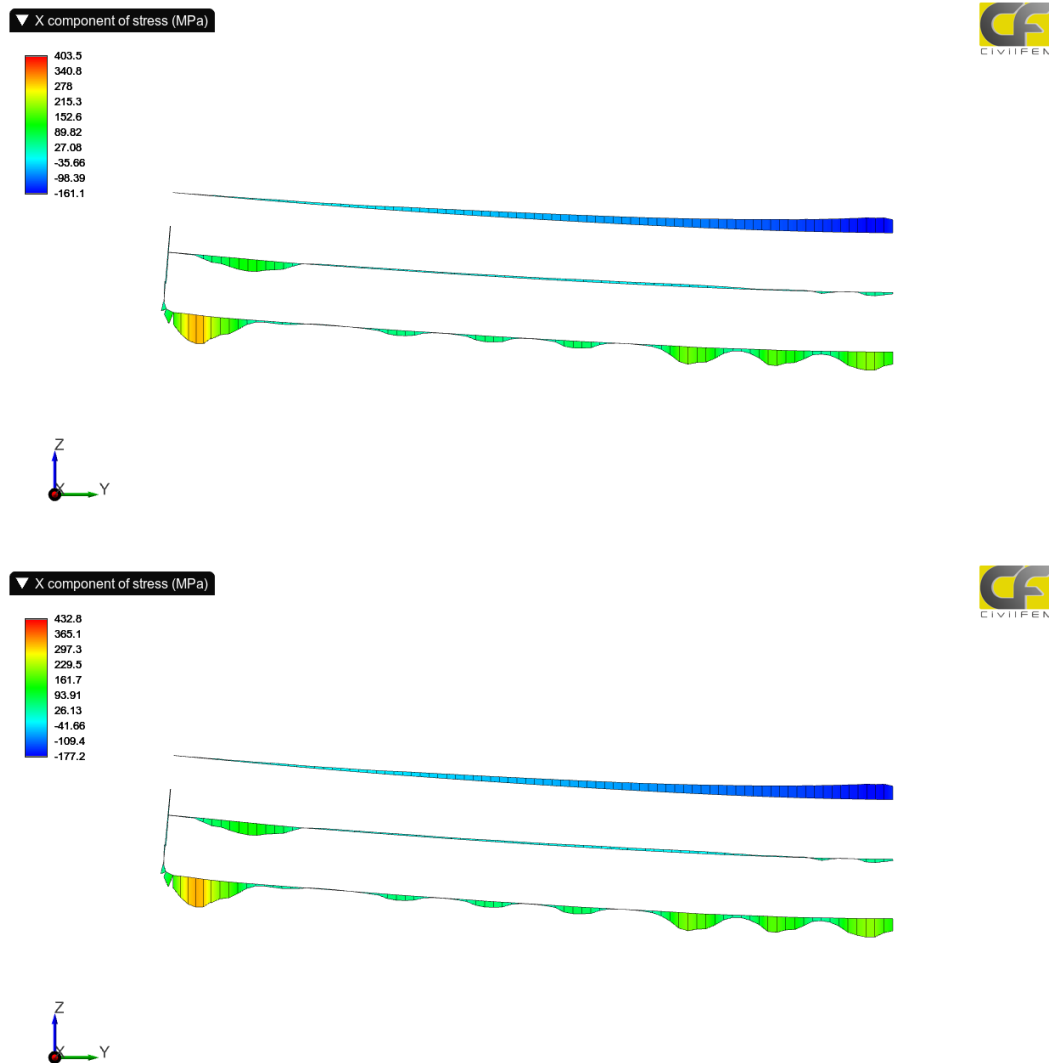 ▼ X component of stress (MPa)
CiViLFEM
403.5
340.8
278
215.3
152.6
89.82
27.08
-35.66
-98.39
-161.1
Z
X
Y
▼ X component of stress (MPa)
CiViLFEM
432.8
365.1
297.3
229.5
161.7
93.91
26.13
-41.66
-109.4
-177.2
Z
X
Y